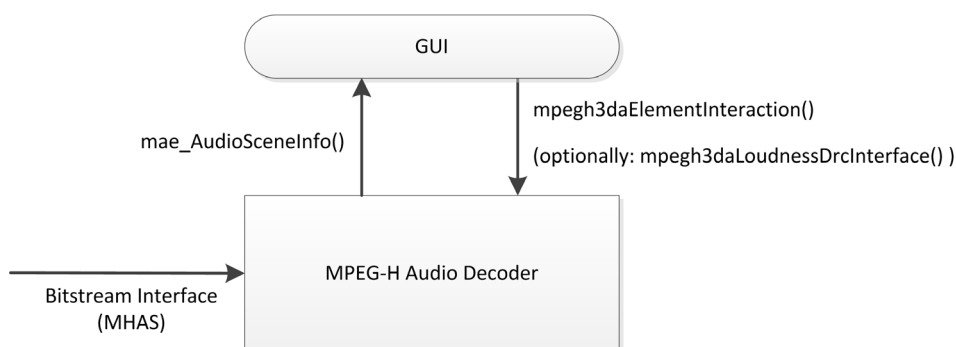 GUI
mae_AudioSceneInfo()
mpegh3daElementInteraction()
(optionally: mpegh3daLoudnessDrcInterface() )
MPEG-H Audio Decoder
Bitstream Interface
(MHAS)